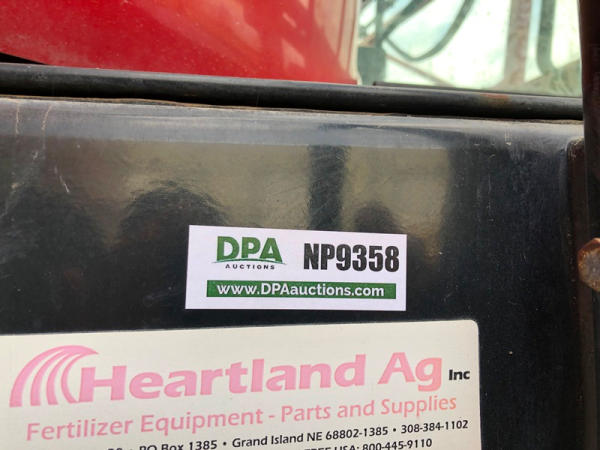 DPA
AUCTIONS
NP9358
www.DPAauctions.com
Heartland Ag Inc
Fertilizer Equipment - Parts and Supplies
PO Box 1385 • Grand Island NE 68802-1385 • 308-384-1102
USA: 800-445-9110